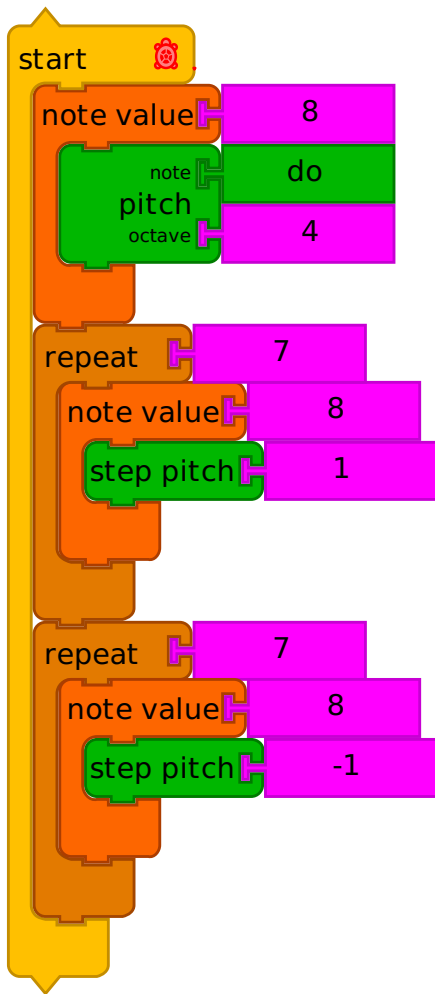 start
note value 8
note do
pitch
octave 4
repeat 7
note value 8
step pitch 1
repeat 7
note value 8
step pitch -1